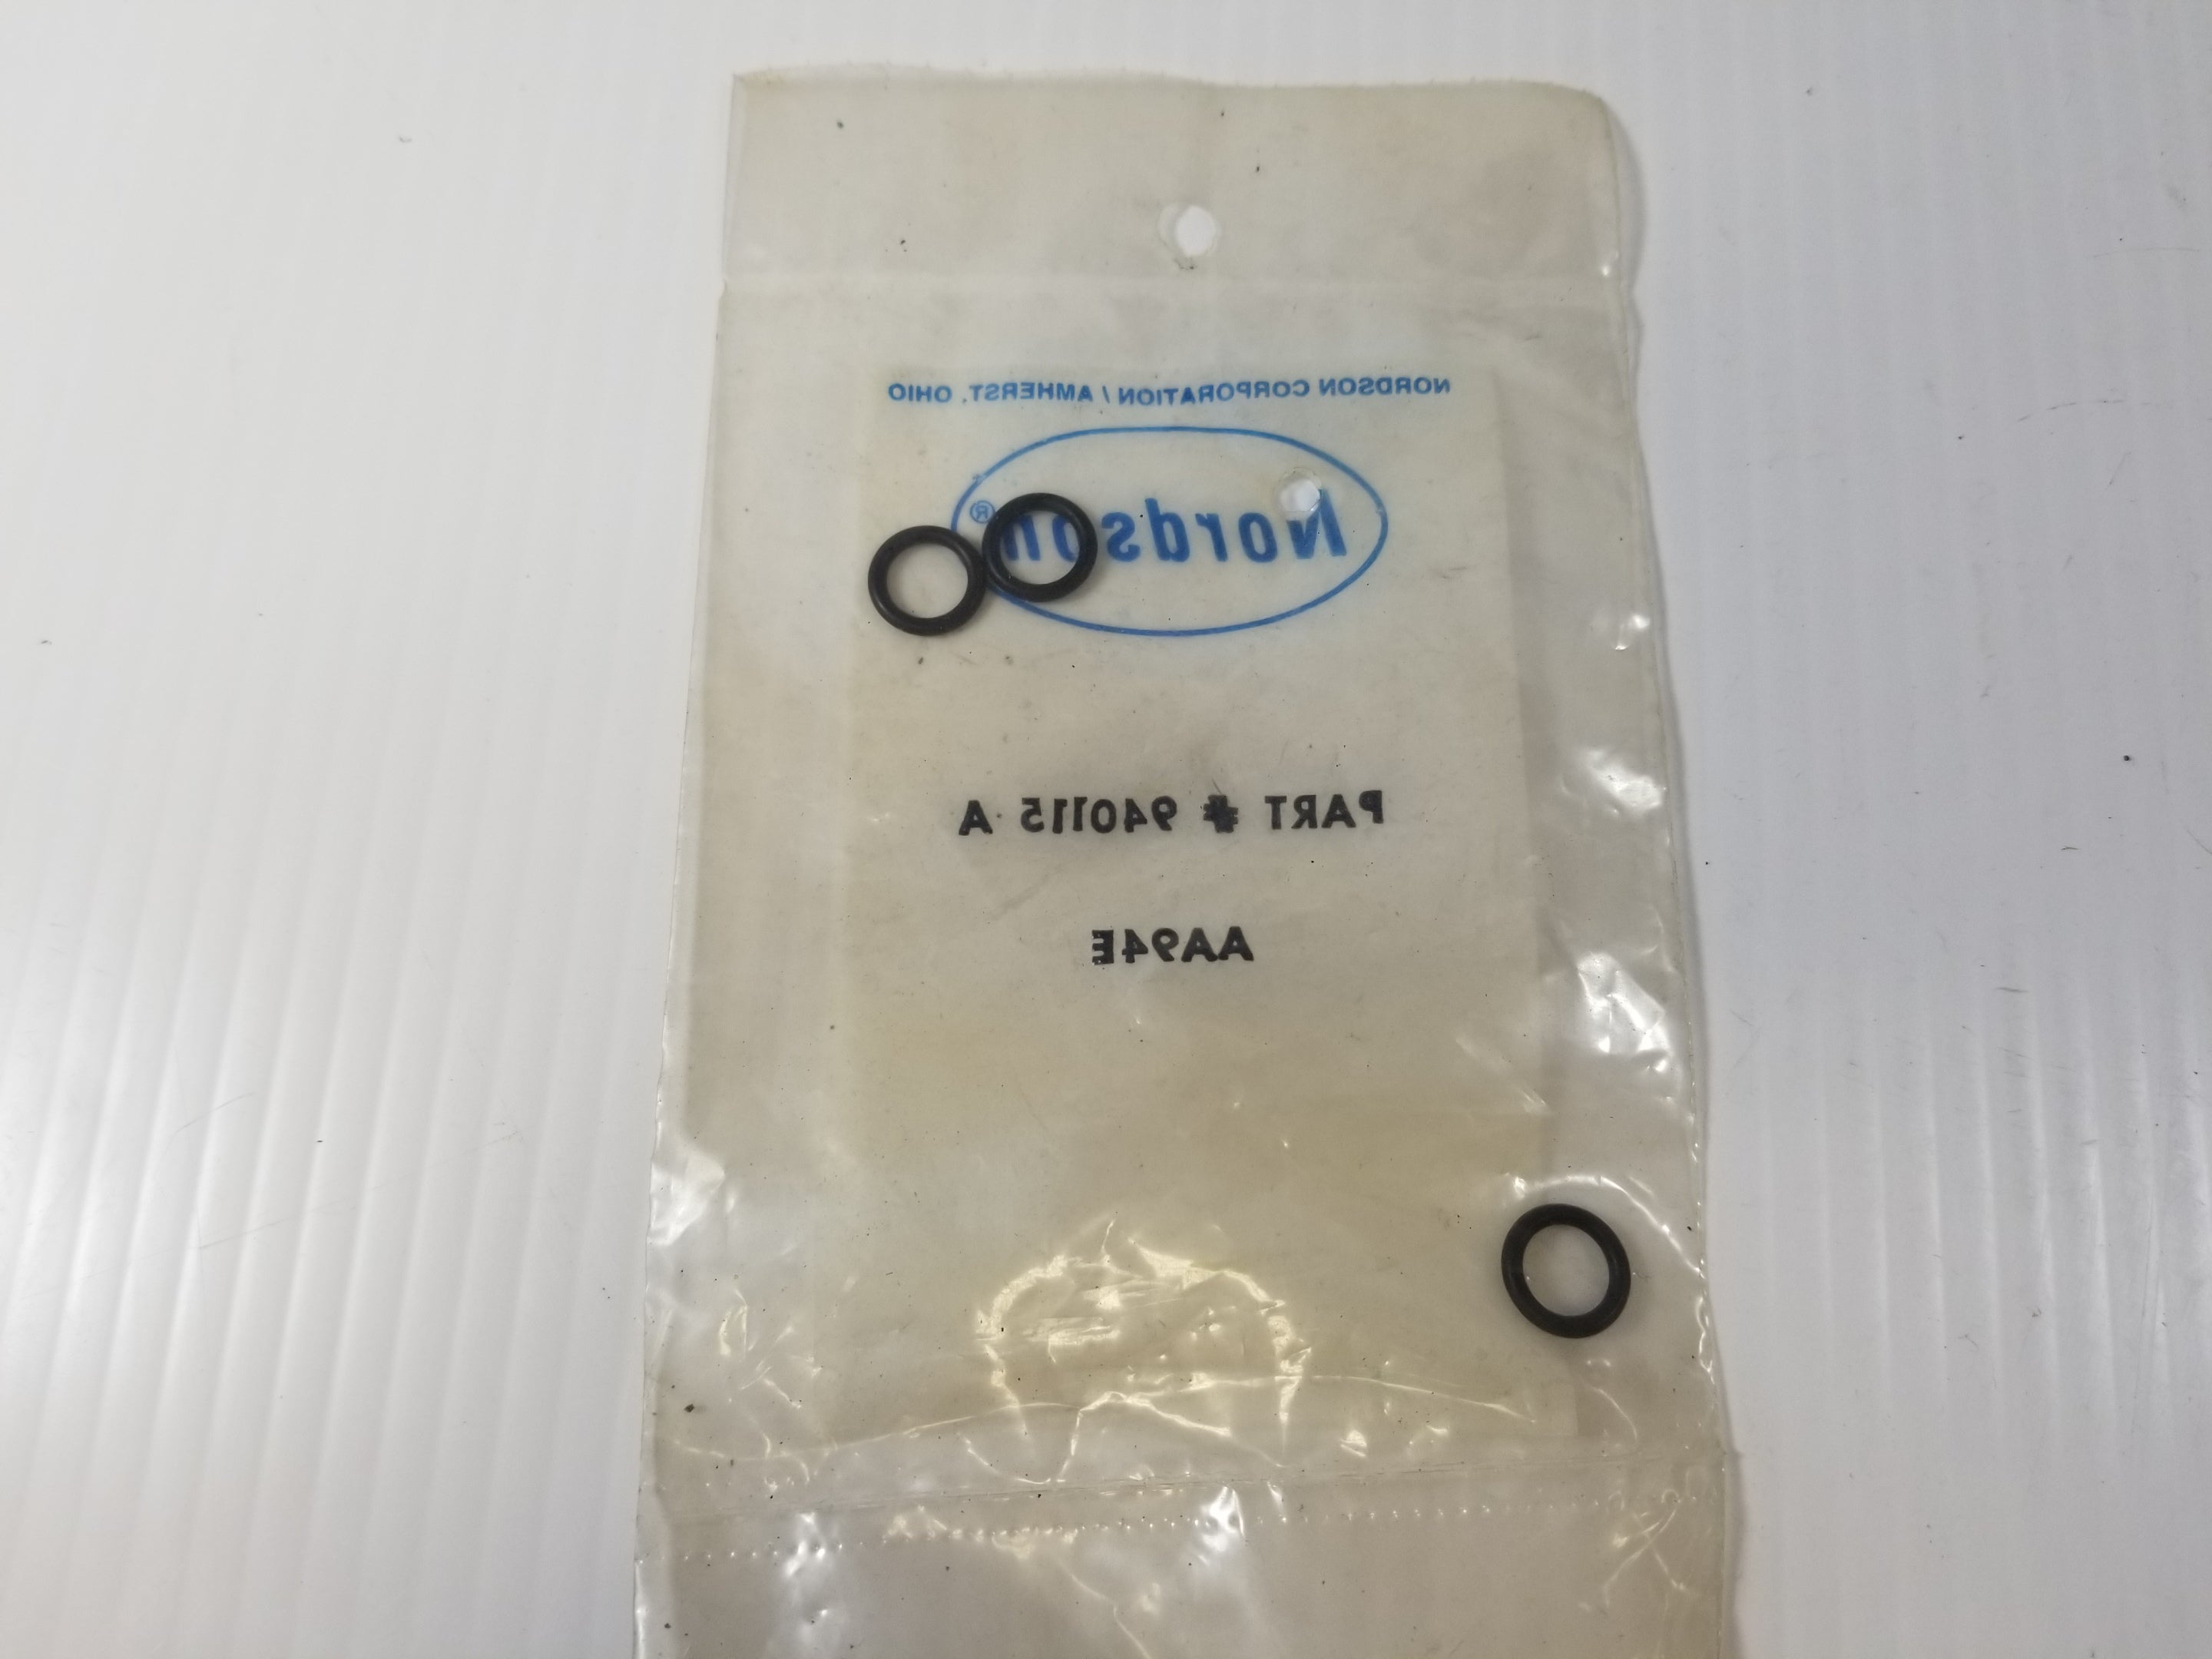 NORDSON CORPORATION / AMHERST, OHIO
Nordson®
PART # 940115 A
AA94E